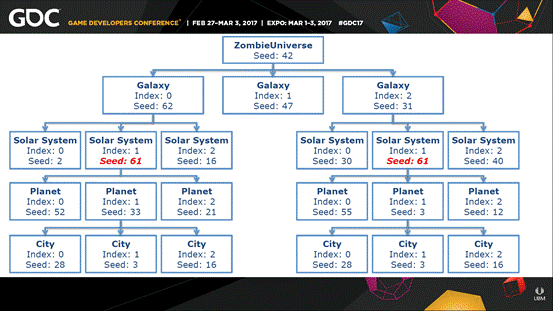 GDC
GAME DEVELOPERS CONFERENCE® | FEB 27-MAR 3, 2017 | EXPO: MAR 1-3, 2017 #GDC17
ZombieUniverse
Seed: 42
Galaxy
Index: 0
Seed: 62
Galaxy
Index: 1
Seed: 47
Galaxy
Index: 2
Seed: 31
Solar System
Index: 0
Seed: 2
Solar System
Index: 1
Seed: 61
Solar System
Index: 2
Seed: 16
Solar System
Index: 0
Seed: 30
Solar System
Index: 1
Seed: 61
Solar System
Index: 2
Seed: 40
Planet
Index: 0
Seed: 52
Planet
Index: 1
Seed: 33
Planet
Index: 2
Seed: 21
Planet
Index: 0
Seed: 55
Planet
Index: 1
Seed: 3
Planet
Index: 2
Seed: 12
City
Index: 0
Seed: 28
City
Index: 1
Seed: 3
City
Index: 2
Seed: 16
City
Index: 0
Seed: 28
City
Index: 1
Seed: 3
City
Index: 2
Seed: 16
UBM